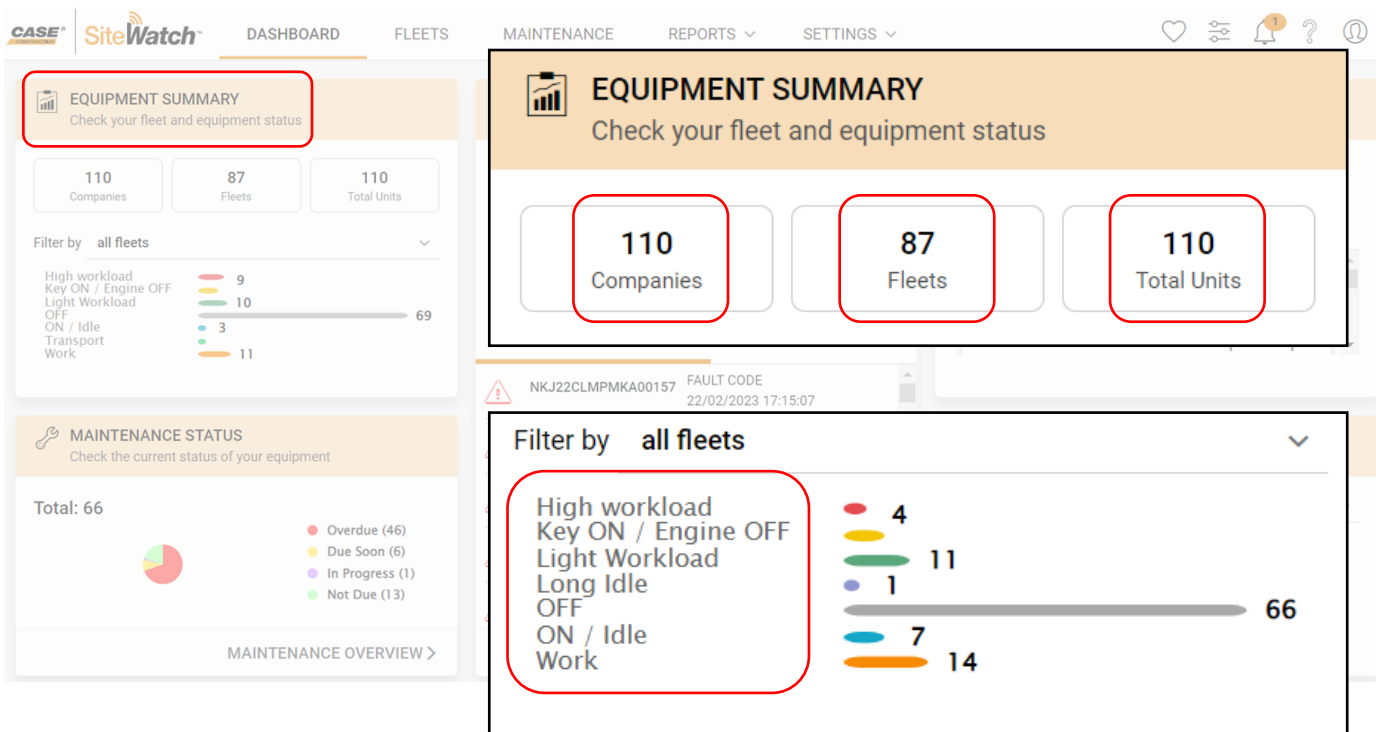 CASE
CONSTRUCTION
SiteWatch™
DASHBOARD
FLEETS
MAINTENANCE
REPORTS
SETTINGS
1
EQUIPMENT SUMMARY
Check your fleet and equipment status
110
Companies
87
Fleets
110
Total Units
Filter by all fleets
High workload 9
Key ON / Engine OFF
Light Workload 10
OFF 69
ON / Idle 3
Transport
Work 11
MAINTENANCE STATUS
Check the current status of your equipment
Total: 66
Overdue (46)
Due Soon (6)
In Progress (1)
Not Due (13)
MAINTENANCE OVERVIEW
EQUIPMENT SUMMARY
Check your fleet and equipment status
110
Companies
87
Fleets
110
Total Units
NKJ22CLMPMKA00157 FAULT CODE
22/02/2023 17:15:07
Filter by all fleets
High workload 4
Key ON / Engine OFF
Light Workload 11
Long Idle 1
OFF 66
ON / Idle 7
Work 14